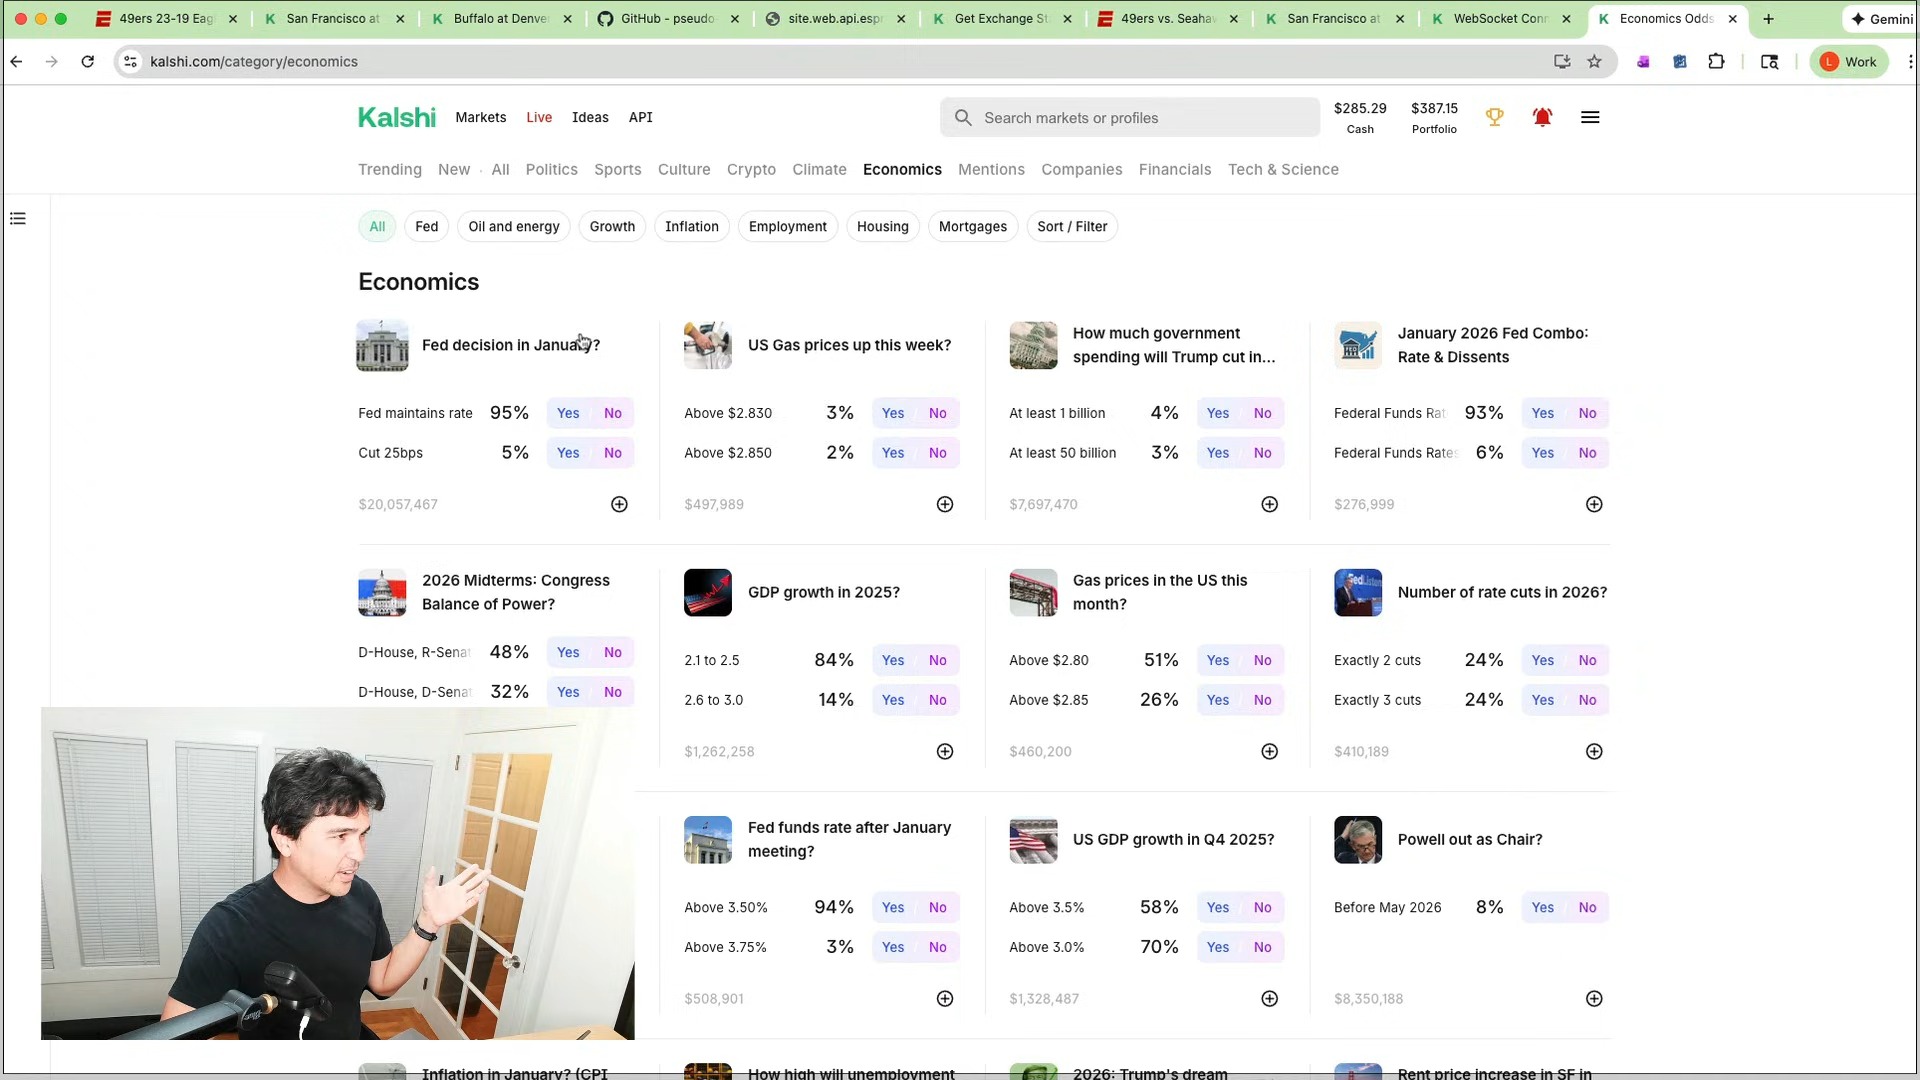 49ers 23-19 Eag
San Francisco at
Buffalo at Denve
GitHub - pseudo
site.web.api.esp
Get Exchange St
49ers vs. Seaha
San Francisco at
WebSocket Con
Economics Odds
Gemini
kalshi.com/category/economics
L Work
Kalshi Markets Live Ideas API
Search markets or profiles
$285.29 $387.15
Cash Portfolio
Trending New · All Politics Sports Culture Crypto Climate Economics Mentions Companies Financials Tech & Science
All Fed Oil and energy Growth Inflation Employment Housing Mortgages Sort / Filter
Economics
Fed decision in January?
Fed maintains rate 95% Yes No
Cut 25bps 5% Yes No
$20,057,467
US Gas prices up this week?
Above $2.830 3% Yes No
Above $2.850 2% Yes No
$497,989
How much government
spending will Trump cut in...
At least 1 billion 4% Yes No
At least 50 billion 3% Yes No
$7,697,470
January 2026 Fed Combo:
Rate & Dissents
Federal Funds Rat 93% Yes No
Federal Funds Rates 6% Yes No
$276,999
2026 Midterms: Congress
Balance of Power?
D-House, R-Senat 48% Yes No
D-House, D-Senat 32% Yes No
GDP growth in 2025?
2.1 to 2.5 84% Yes No
2.6 to 3.0 14% Yes No
$1,262,258
Gas prices in the US this
month?
Above $2.80 51% Yes No
Above $2.85 26% Yes No
$460,200
Number of rate cuts in 2026?
Exactly 2 cuts 24% Yes No
Exactly 3 cuts 24% Yes No
$410,189
Fed funds rate after January
meeting?
Above 3.50% 94% Yes No
Above 3.75% 3% Yes No
$508,901
US GDP growth in Q4 2025?
Above 3.5% 58% Yes No
Above 3.0% 70% Yes No
$1,328,487
Powell out as Chair?
Before May 2026 8% Yes No
$8,350,188
Inflation in January? (CPI
How high will unemployment
2026: Trump's dream
Rent price increase in SF in